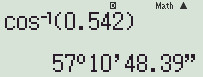 D Math ▲
cos⁻¹(0.542)
57°10’48.39”